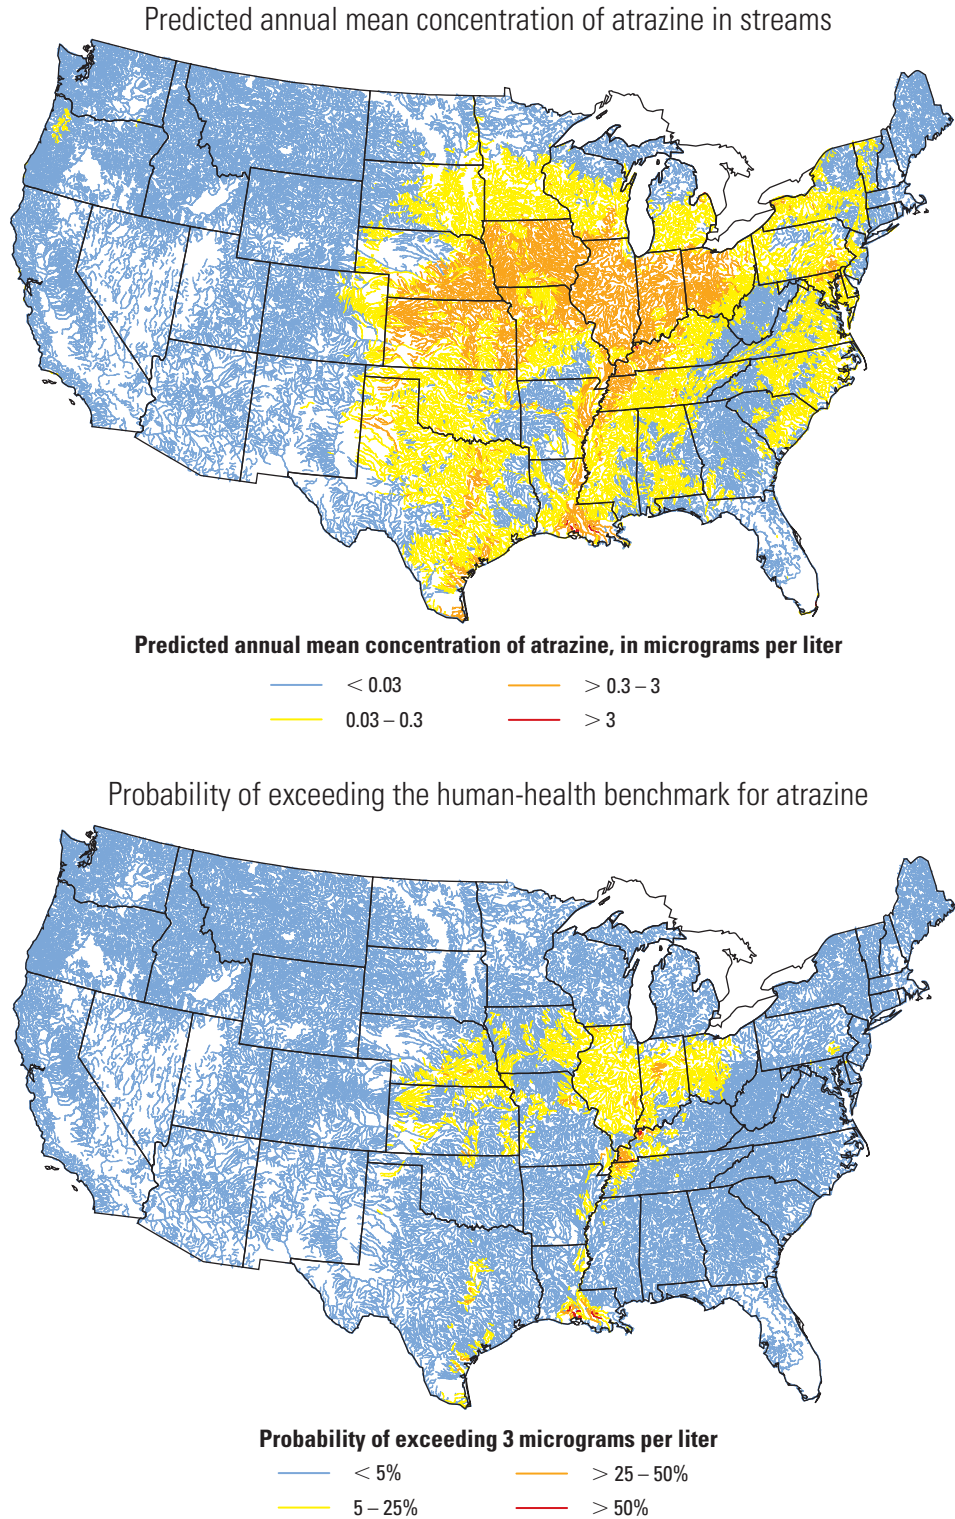 Predicted annual mean concentration of atrazine in streams
Predicted annual mean concentration of atrazine, in micrograms per liter
< 0.03
> 0.3 – 3
0.03 – 0.3
> 3
Probability of exceeding the human-health benchmark for atrazine
Probability of exceeding 3 micrograms per liter
< 5%
> 25 – 50%
5 – 25%
> 50%